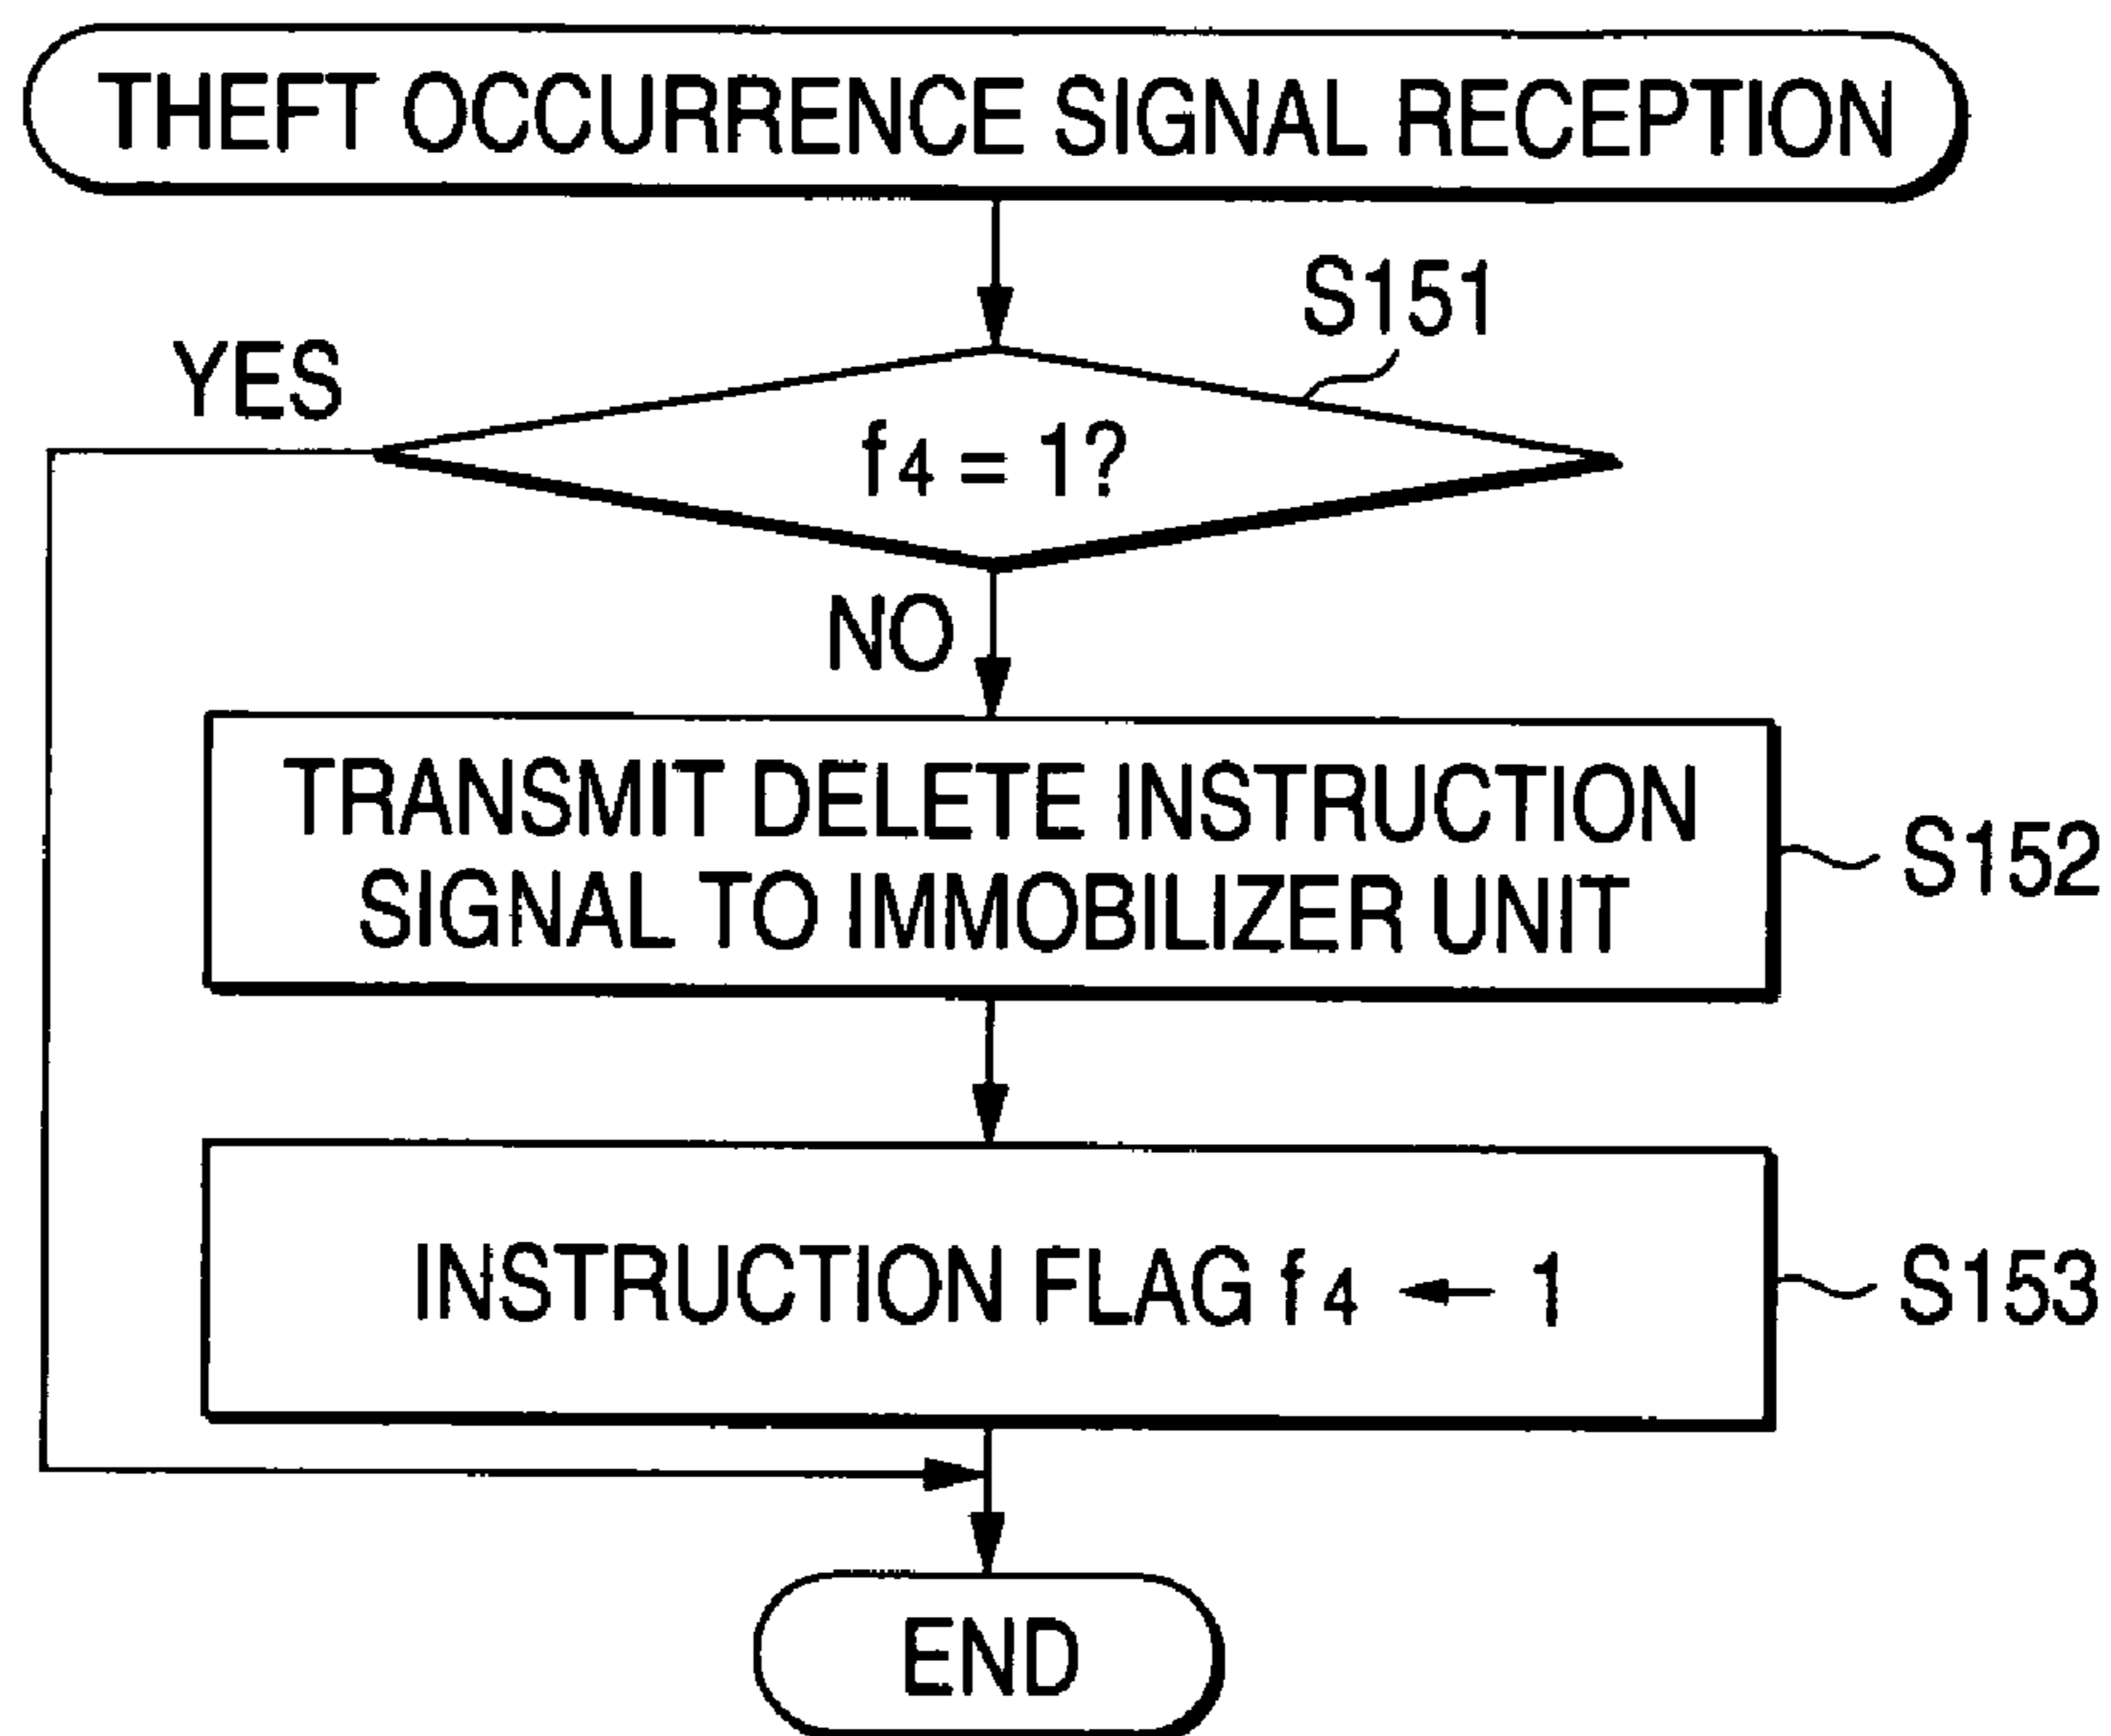 THEFT OCCURRENCE SIGNAL RECEPTION
S151
YES
f4 = 1?
NO
TRANSMIT DELETE INSTRUCTION
SIGNAL TO IMMOBILIZER UNIT
S152
INSTRUCTION FLAG f4 ← 1
S153
END